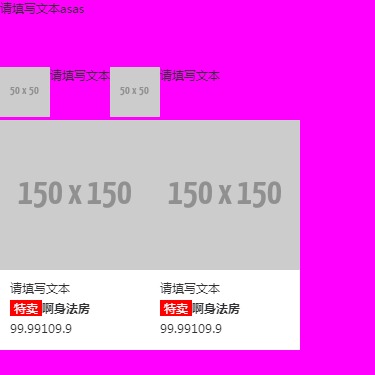 请填写文本asas
50 x 50 请填写文本 50 x 50 请填写文本
150 x 150 150 x 150
请填写文本 请填写文本
特卖 啊身法房 特卖 啊身法房
99.99109.9 99.99109.9